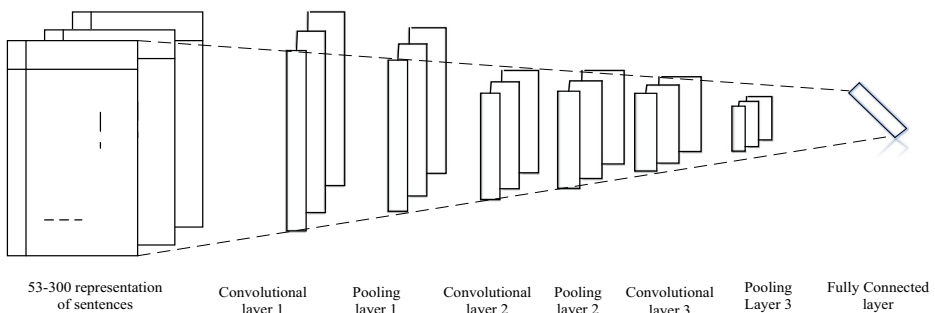 53-300 representation
of sentences
Convolutional
layer 1
Pooling
layer 1
Convolutional
layer 2
Pooling
layer 2
Convolutional
layer 3
Pooling
Layer 3
Fully Connected
layer